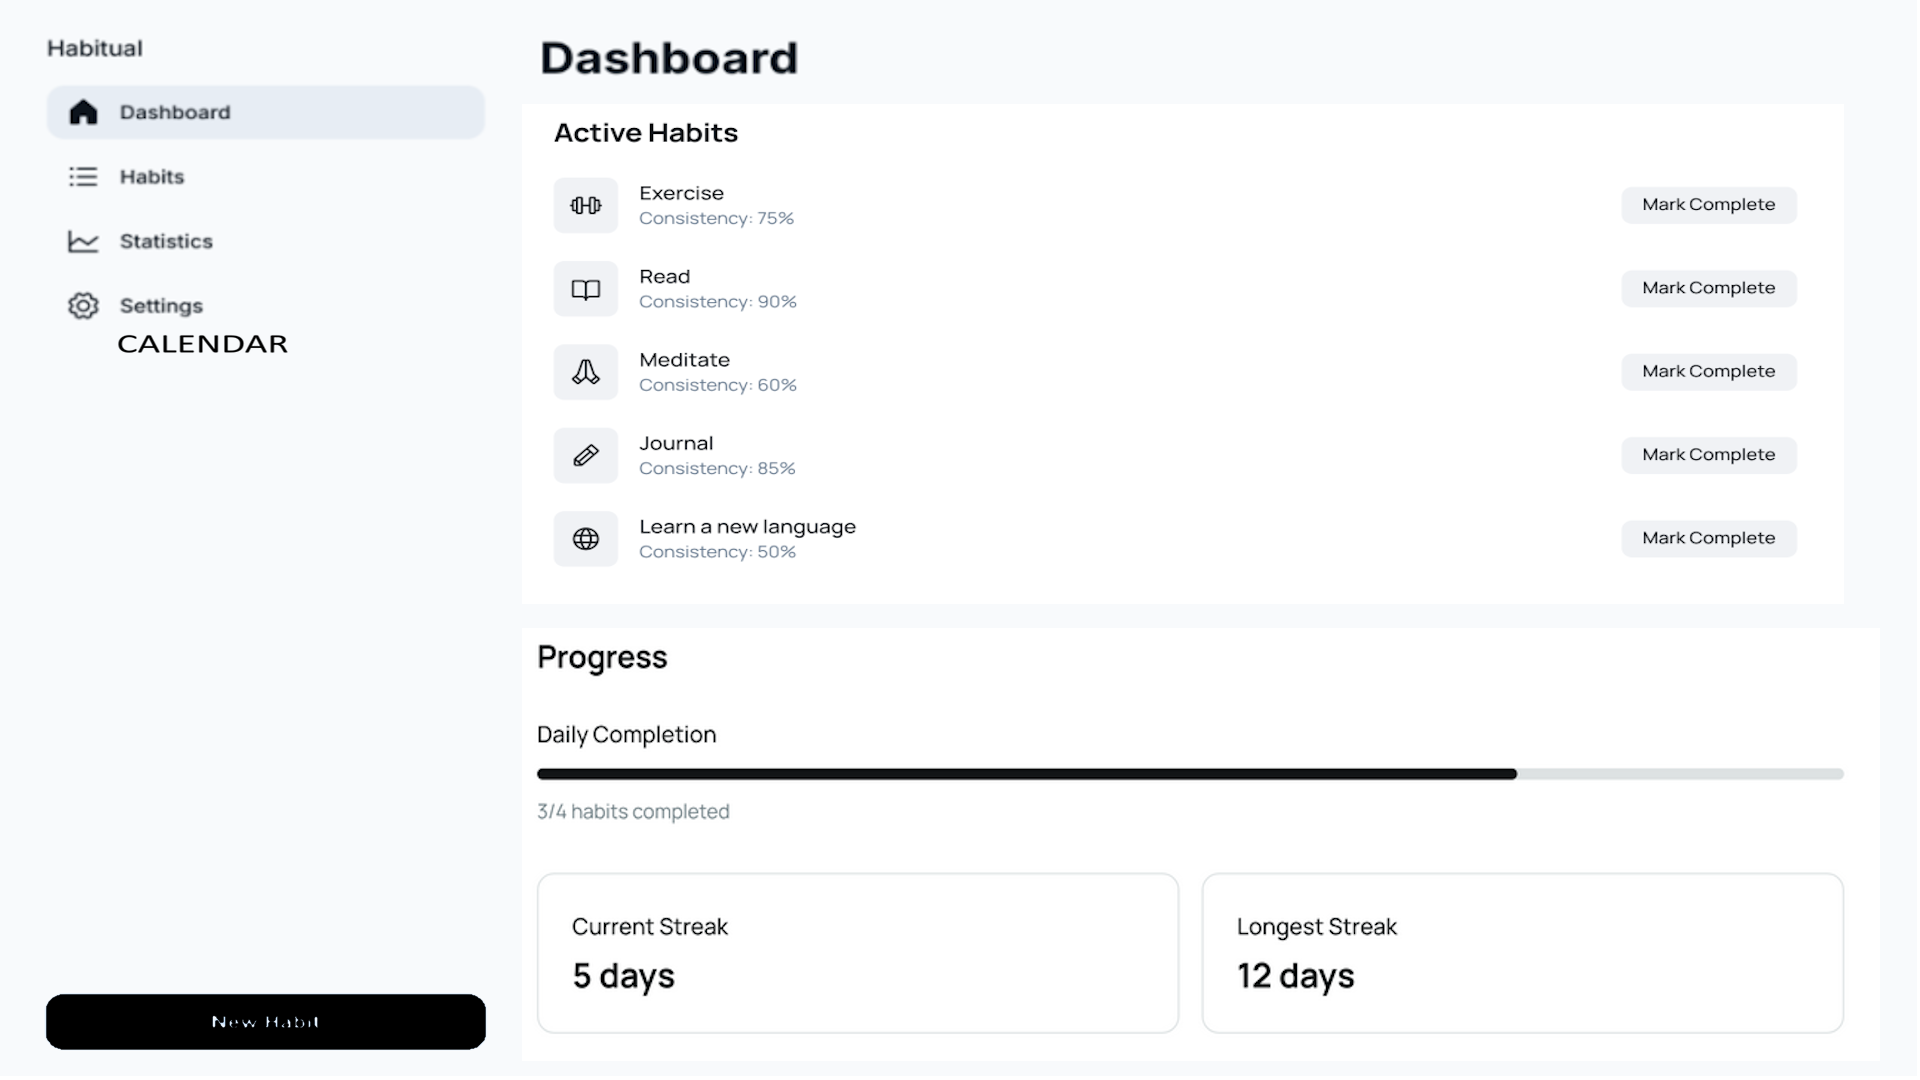 Habitual
Dashboard
Habits
Statistics
Settings
CALENDAR
New Habit
Dashboard
Active Habits
Exercise
Consistency: 75%
Mark Complete
Read
Consistency: 90%
Mark Complete
Meditate
Consistency: 60%
Mark Complete
Journal
Consistency: 85%
Mark Complete
Learn a new language
Consistency: 50%
Mark Complete
Progress
Daily Completion
3/4 habits completed
Current Streak
5 days
Longest Streak
12 days